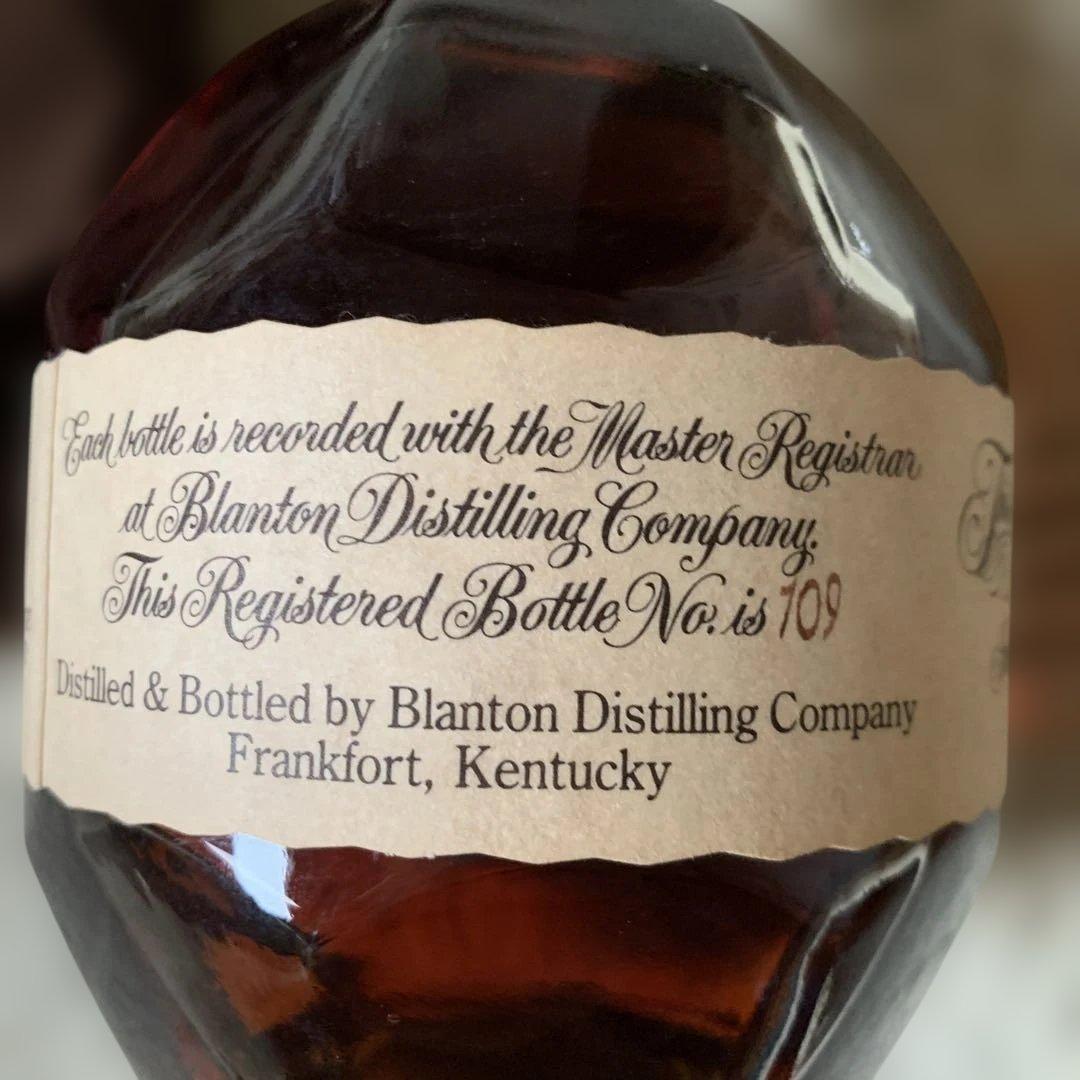 Each bottle is recorded with the Master Registrar
at Blanton Distilling Company.
This Registered Bottle No. is 109
Distilled & Bottled by Blanton Distilling Company
Frankfort, Kentucky